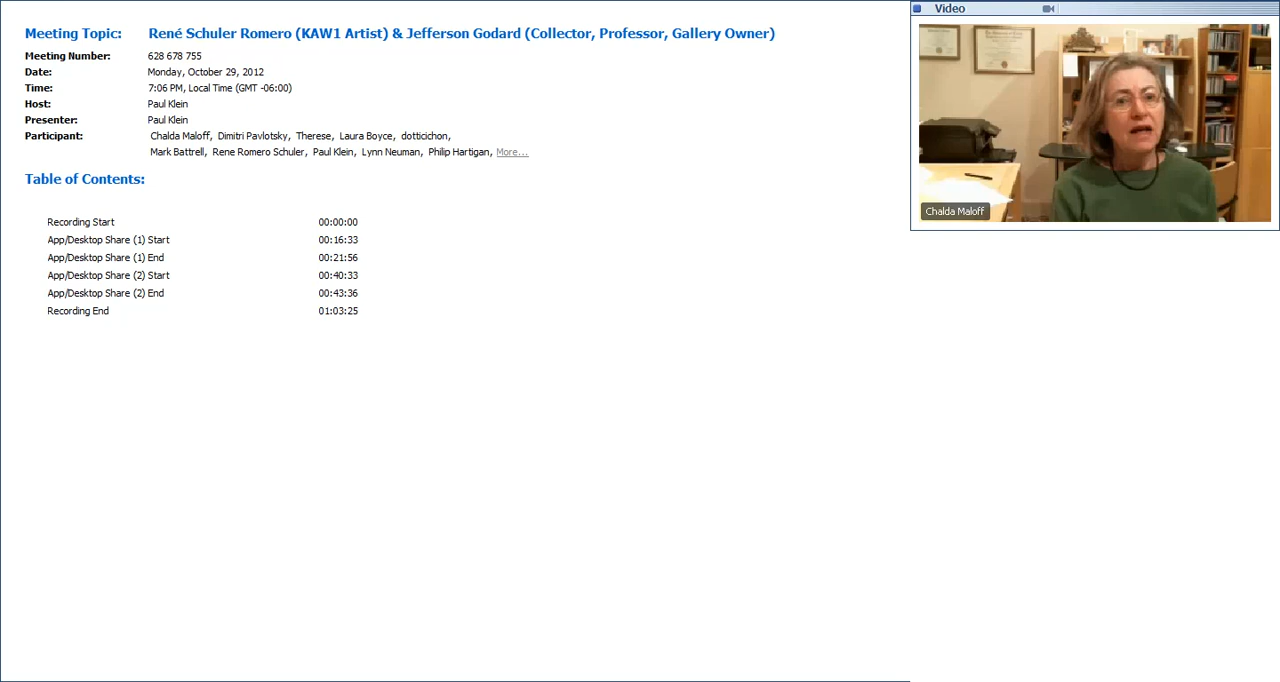 Video
Meeting Topic: René Schuler Romero (KAW1 Artist) & Jefferson Godard (Collector, Professor, Gallery Owner)
Meeting Number: 628 678 755
Date: Monday, October 29, 2012
Time: 7:06 PM, Local Time (GMT -06:00)
Host: Paul Klein
Presenter: Paul Klein
Participant: Chalda Maloff, Dimitri Pavlotsky, Therese, Laura Boyce, dotticichon,
Mark Battrell, Rene Romero Schuler, Paul Klein, Lynn Neuman, Philip Hartigan, More...
Table of Contents:
Recording Start 00:00:00
App/Desktop Share (1) Start 00:16:33
App/Desktop Share (1) End 00:21:56
App/Desktop Share (2) Start 00:40:33
App/Desktop Share (2) End 00:43:36
Recording End 01:03:25
Chalda Maloff